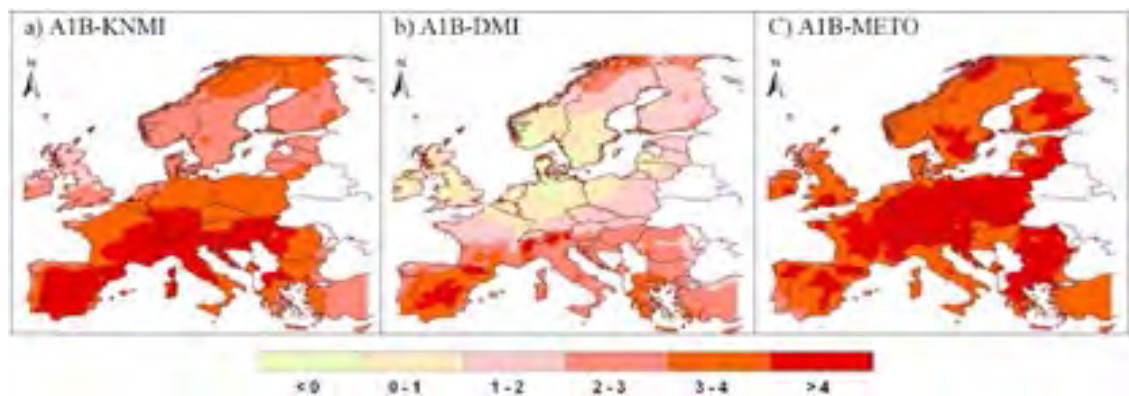 a) A1B-KNMI
b) A1B-DMI
C) A1B-METO
N
N
N
< 0
0 - 1
1 - 2
2 - 3
3 - 4
> 4